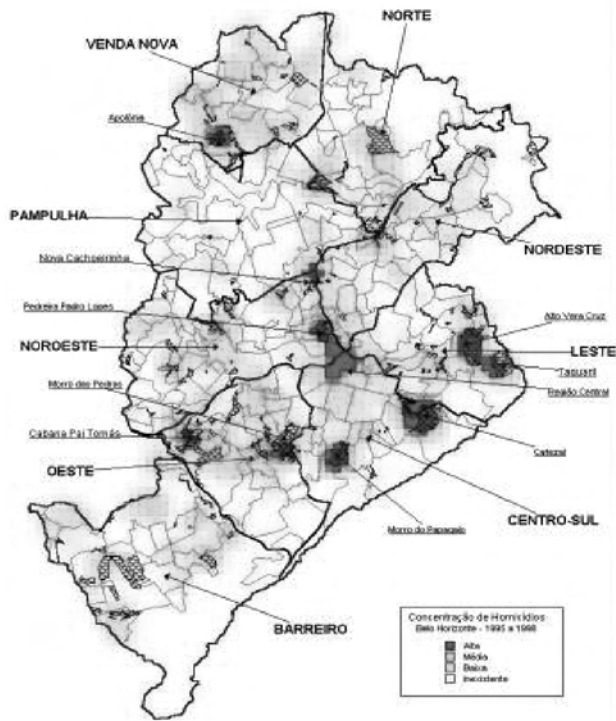 NORTE
VENDA NOVA
Apolônia
PAMPULHA
NORDESTE
Nova Cachoeirinha
Pedreira Prado Lopes
Alto Vera Cruz
NOROESTE
LESTE
Taquaril
Morro das Pedras
Região Central
Cabana Pai Tomás
Cafezal
OESTE
CENTRO-SUL
Morro do Papagaio
BARREIRO
Concentração de Homicídios
Belo Horizonte - 1995 a 1998
Alta
Média
Baixa
Inexistente